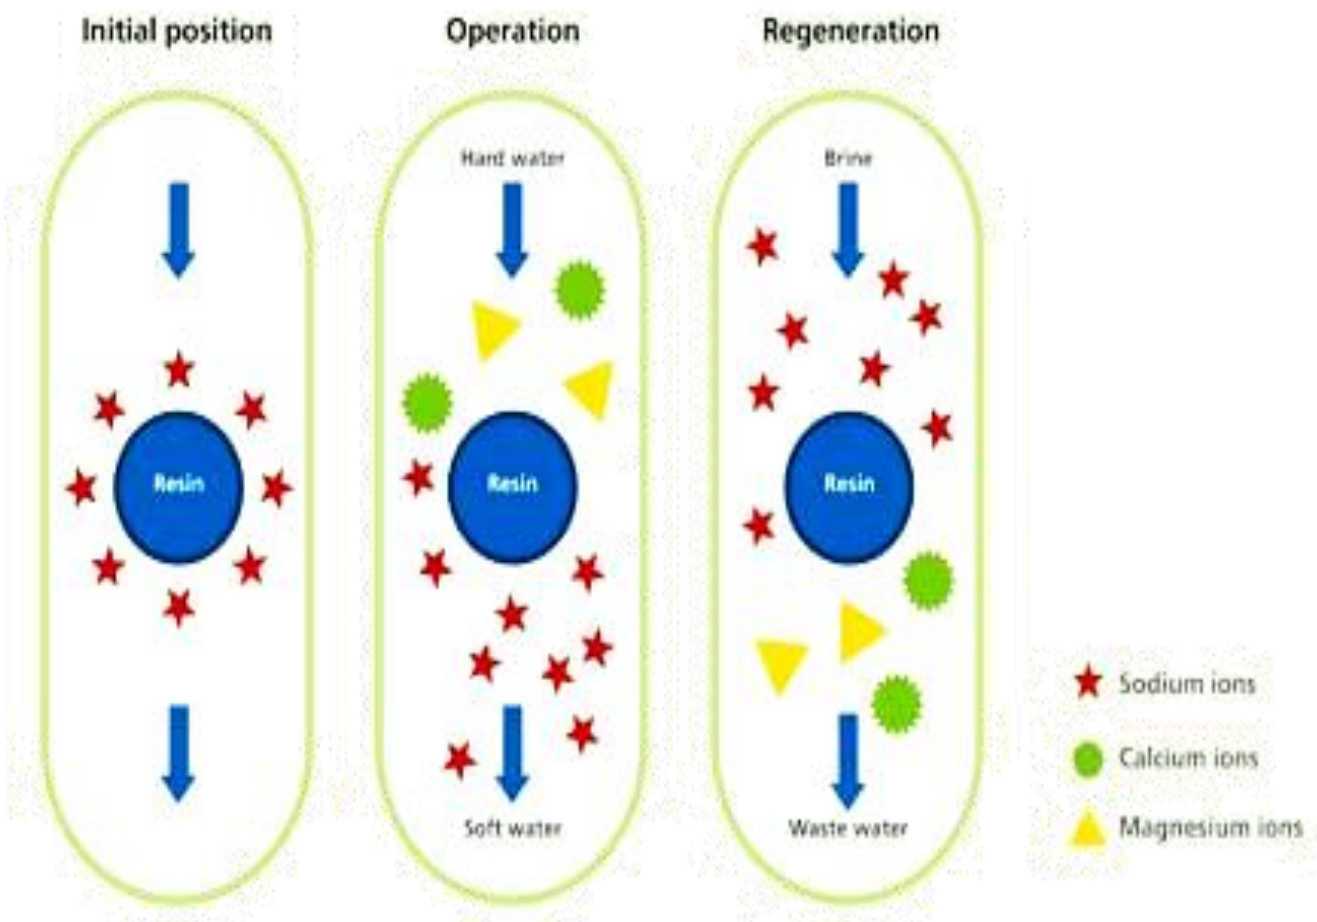 Initial position
Operation
Regeneration
Hard water
Brine
Resin
Resin
Resin
Sodium ions
Calcium ions
Magnesium ions
Soft water
Waste water